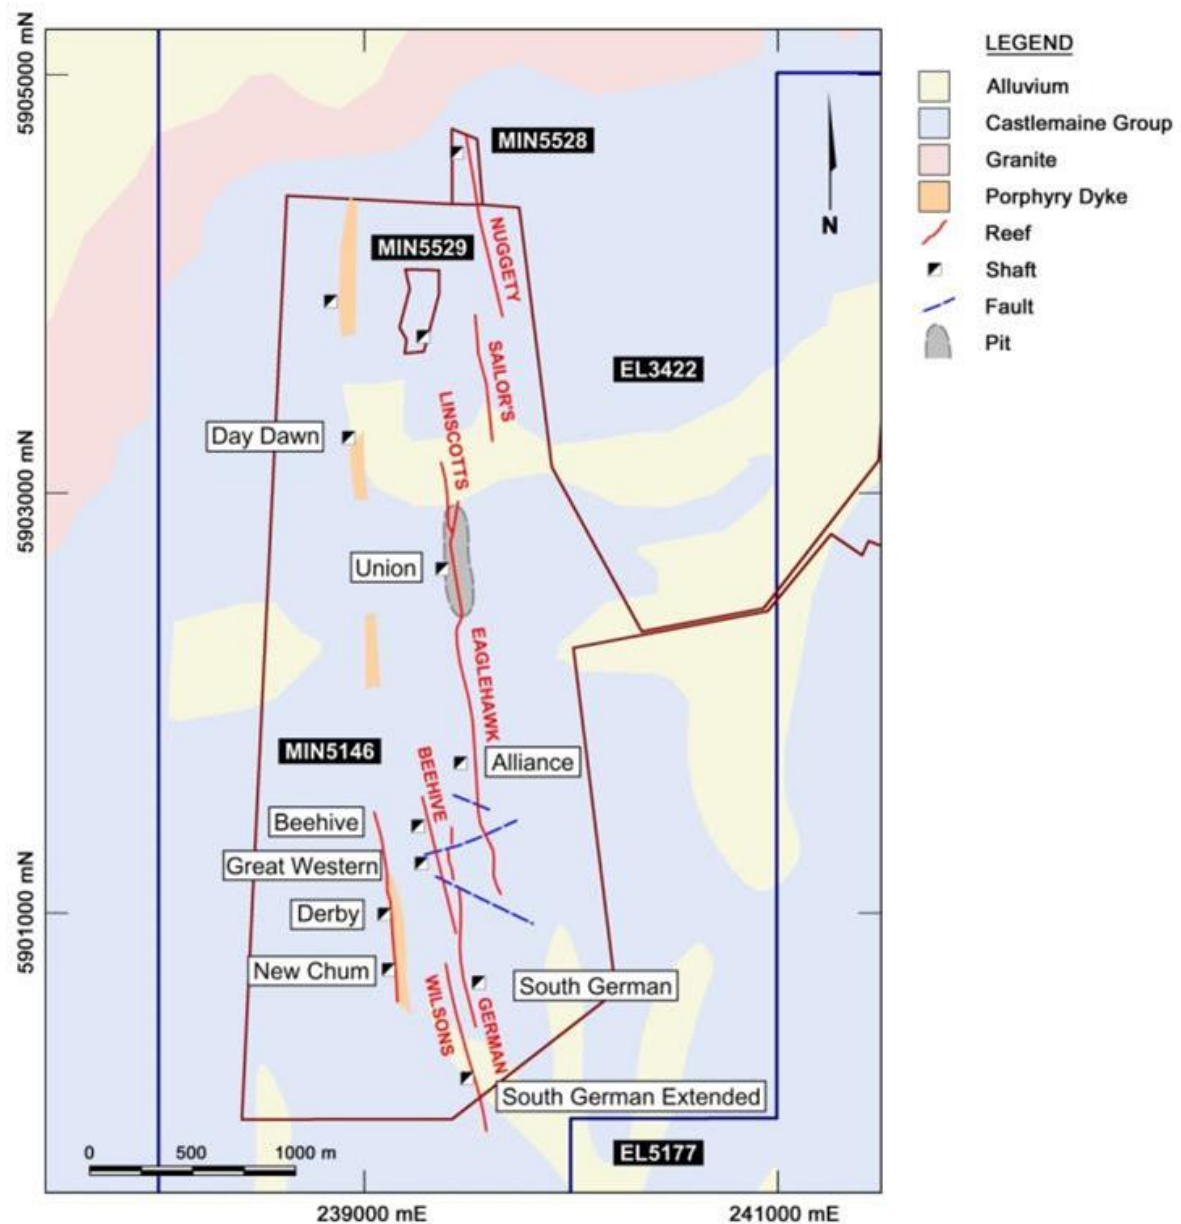 5905000 mN
5903000 mN
5901000 mN
MIN5528
MIN5529
NUGGETY
SAILOR'S
EL3422
LINSCOTTS
Day Dawn
Union
EAGLEHAWK
MIN5146
BEEHIVE
Alliance
Beehive
Great Western
Derby
New Chum
WILSONS
GERMAN
South German
South German Extended
EL5177
0 500 1000 m
239000 mE
241000 mE
N
LEGEND
Alluvium
Castlemaine Group
Granite
Porphyry Dyke
Reef
Shaft
Fault
Pit